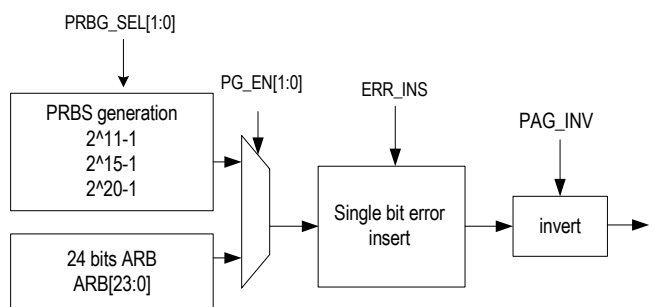 PRBG_SEL[1:0]
PG_EN[1:0]
ERR_INS
PAG_INV
PRBS generation
2^11-1
2^15-1
2^20-1
Single bit error
insert
invert
24 bits ARB
ARB[23:0]